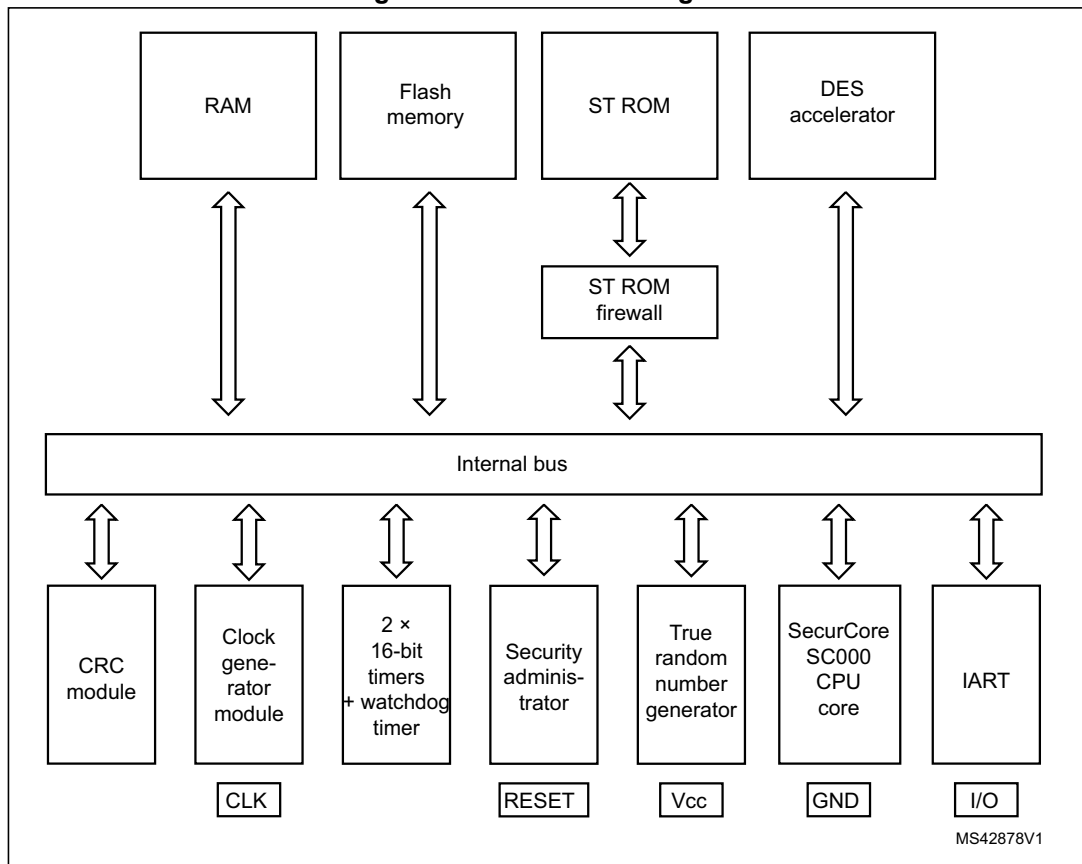 RAM
Flash
memory
ST ROM
DES
accelerator
ST ROM
firewall
Internal bus
CRC
module
Clock
gene-
rator
module
2 ×
16-bit
timers
+ watchdog
timer
Security
adminis-
trator
True
random
number
generator
SecurCore
SC000
CPU
core
IART
CLK
RESET
Vcc
GND
I/O
MS42878V1